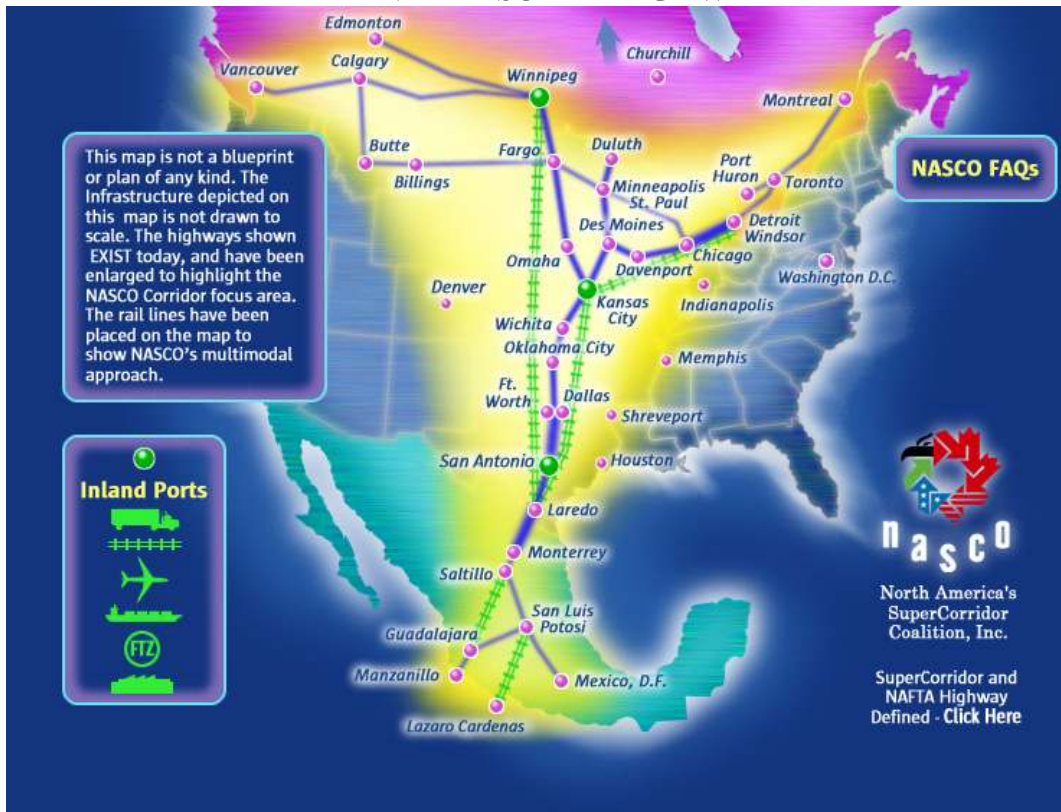 Edmonton
Churchill
Vancouver
Calgary
Winnipeg
Montreal
This map is not a blueprint
or plan of any kind. The
Infrastructure depicted on
this map is not drawn to
scale. The highways shown
EXIST today, and have been
enlarged to highlight the
NASCO Corridor focus area.
The rail lines have been
placed on the map to
show NASCO's multimodal
approach.
Butte
Billings
Fargo
Duluth
Minneapolis
St. Paul
Port
Huron
Toronto
NASCO FAQs
Des Moines
Detroit
Windsor
Omaha
Davenport
Chicago
Washington D.C.
Denver
Kansas
City
Indianapolis
Wichita
Oklahoma City
Memphis
Ft.
Worth
Dallas
Shreveport
San Antonio
Houston
Laredo
Inland Ports
FTZ
Monterrey
Saltillo
San Luis
Potosi
Guadalajara
Manzanillo
Mexico, D.F.
Lazaro Cardenas
nasco
North America's
SuperCorridor
Coalition, Inc.
SuperCorridor and
NAFTA Highway
Defined - Click Here